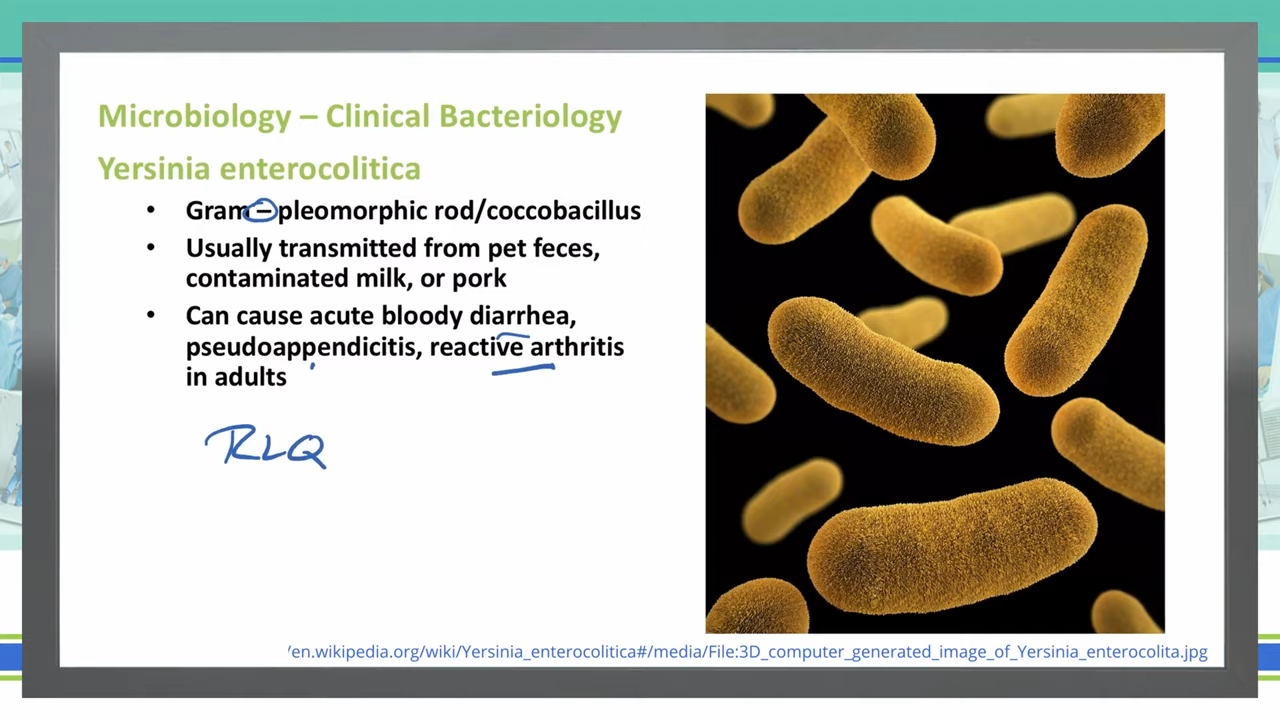 Microbiology – Clinical Bacteriology
Yersinia enterocolitica
• Gram – pleomorphic rod/coccobacillus
• Usually transmitted from pet feces,
contaminated milk, or pork
• Can cause acute bloody diarrhea,
pseudoappendicitis, reactive arthritis
in adults
RLQ
/en.wikipedia.org/wiki/Yersinia_enterocolitica#/media/File:3D_computer_generated_image_of_Yersinia_enterocolita.jpg